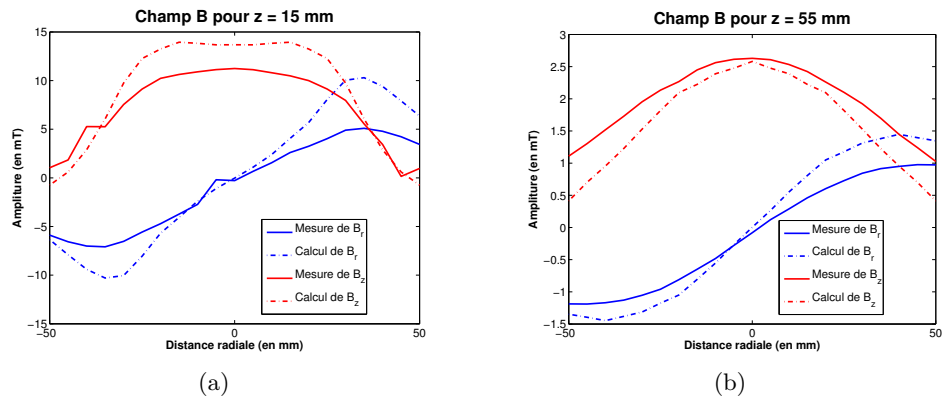 Champ B pour z = 15 mm
15
10
5
0
−5
−10
−15
−50
0
50
Ampliture (en mT)
Distance radiale (en mm)
Mesure de B_r
Calcul de B_r
Mesure de B_z
Calcul de B_z
(a)
Champ B pour z = 55 mm
3
2.5
2
1.5
1
0.5
0
−0.5
−1
−1.5
−50
0
50
Ampliture (en mT)
Distance radiale (en mm)
Mesure de B_r
Calcul de B_r
Mesure de B_z
Calcul de B_z
(b)